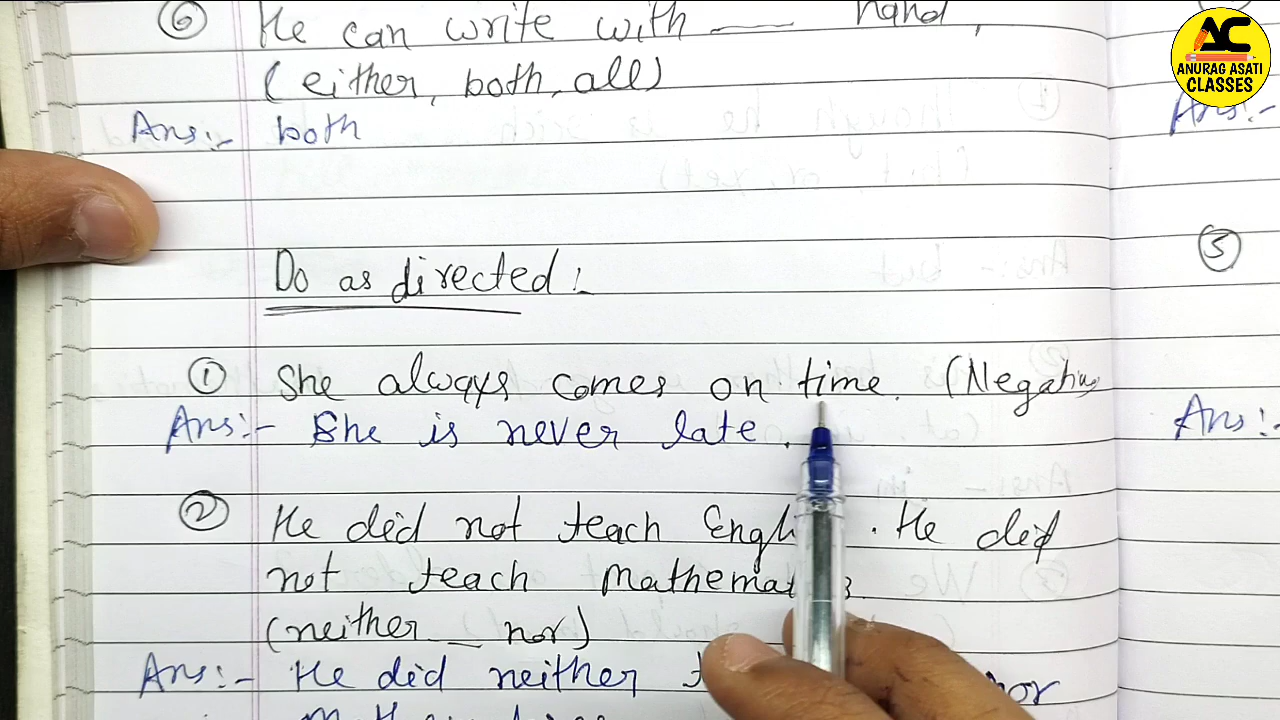 ⑥ He can write with ___ hand,
(either, both, all)
Ans:- both
Do as directed:-
① She always comes on time. (Negative
Ans:- She is never late.
② He did not teach . He did
not teach
(neither __ nor)
Ans:- He did neither nor
AC
ANURAG ASATI
CLASSES
Ans:-
⑤
Ans:-